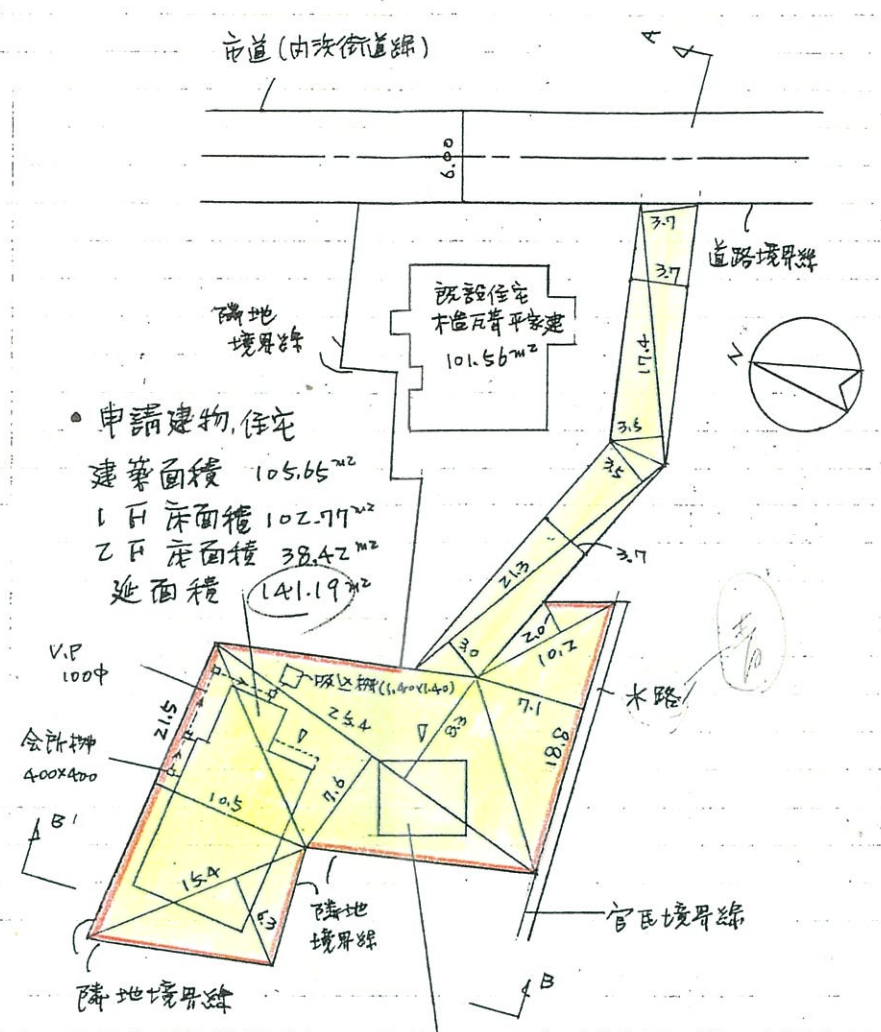 市道(内浜街道線)
A
6.00
3.7
3.7
道路境界線
既設住宅
木造瓦葺平家建
101.56m2
隣地
境界線
17.4
N
3.5
3.5
・申請建物,住宅
建築面積 105.65m2
1F床面積 102.77m2
2F床面積 38.42m2
延面積 141.19m2
3.7
21.3
3.0
2.0
10.2
水路
V.P
100φ
吸込桝(1.40×1.40)
25.4
8.3
7.1
18.8
21.5
会所桝
400×400
7.6
10.5
B'
15.4
6.3
隣地
境界線
官民境界線
隣地境界線
B